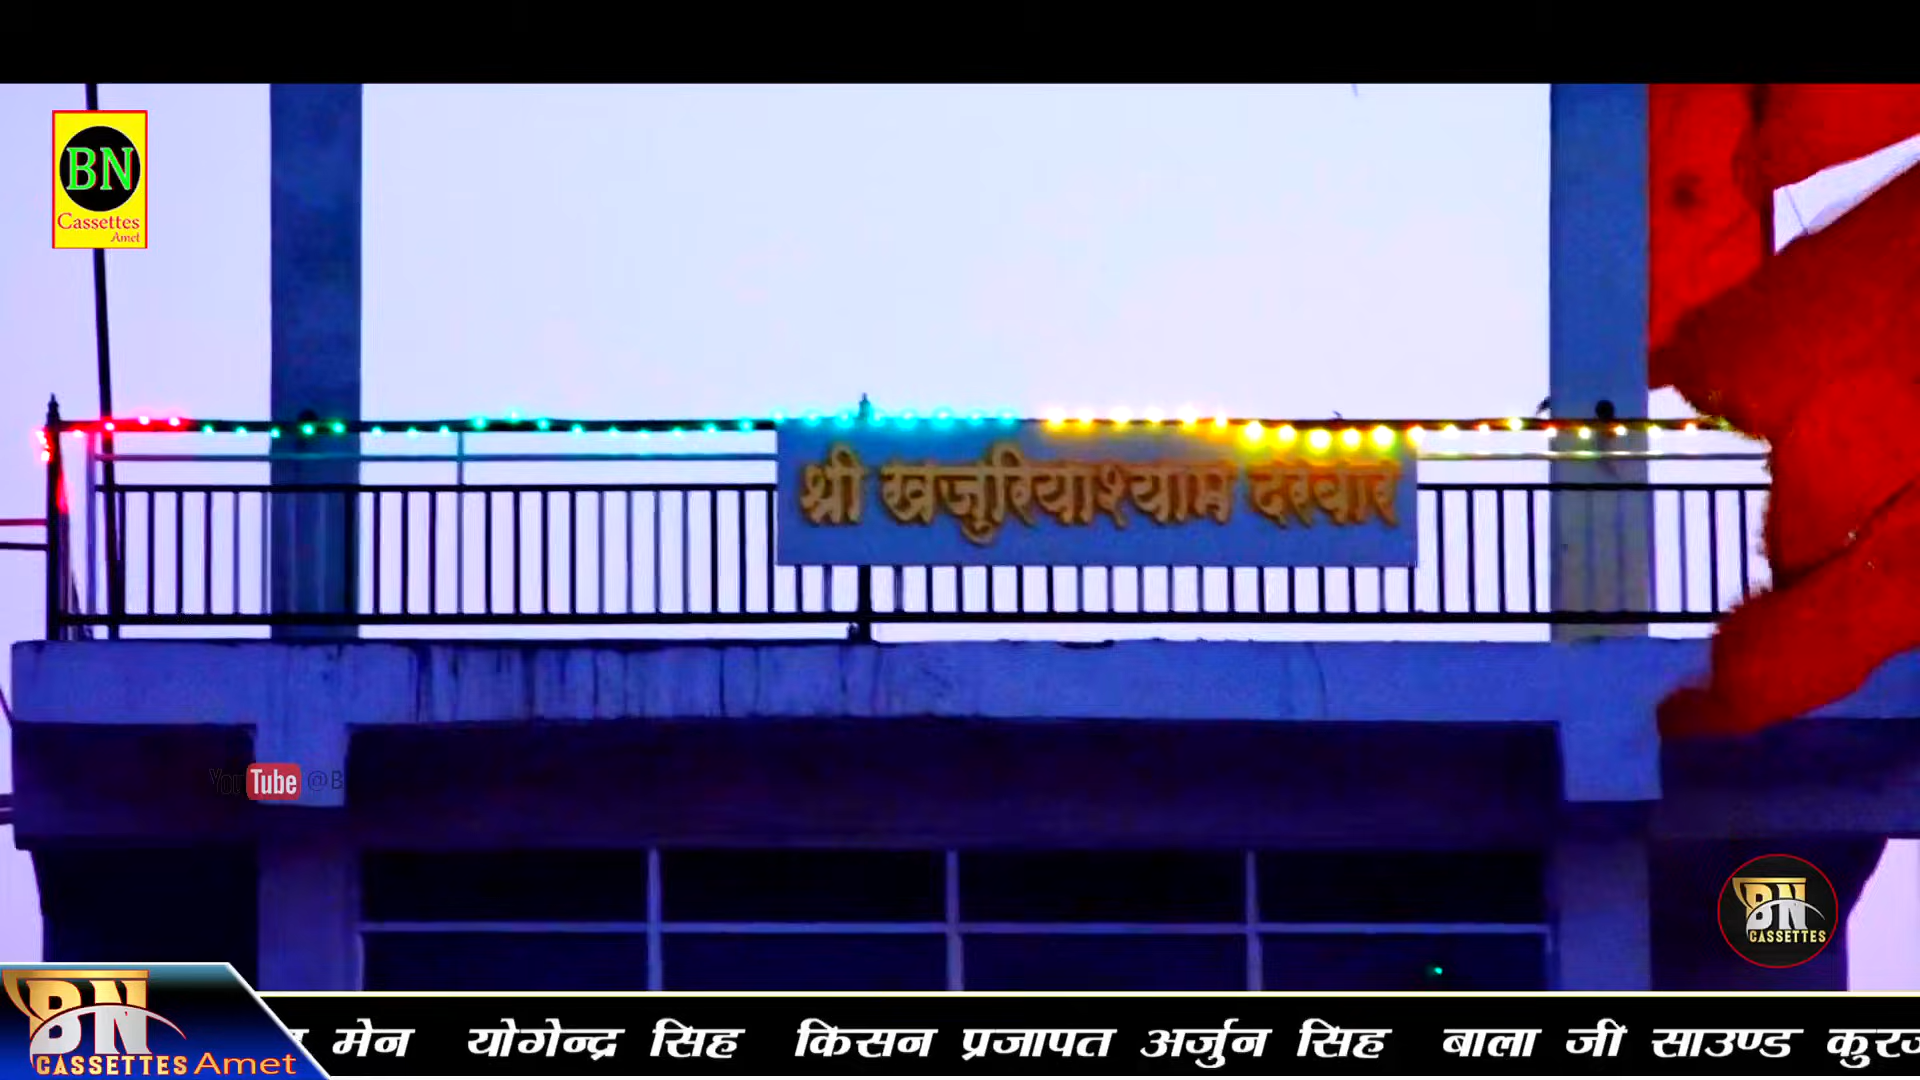 BN
Cassettes
Amet
श्री खजुरियाश्याम दरबार
YouTube @B
BN
CASSETTES
BN
CASSETTES Amet
मेन योगेन्द्र सिंह किसन प्रजापत अर्जुन सिंह बाला जी साउण्ड